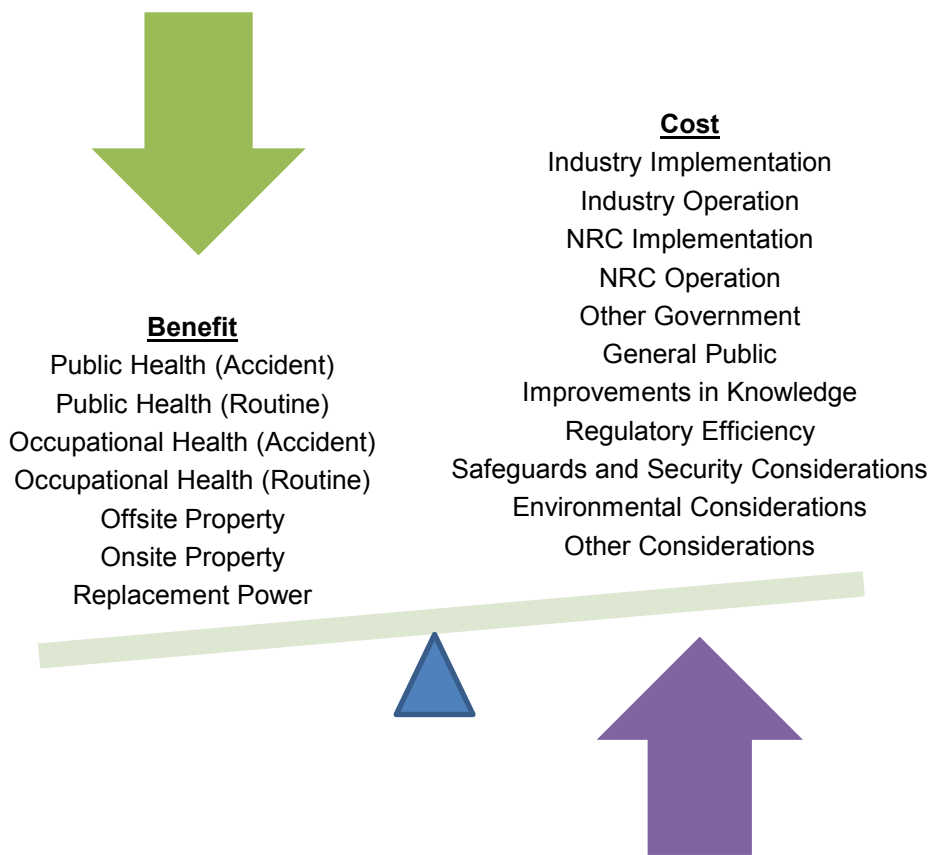 Benefit
Public Health (Accident)
Public Health (Routine)
Occupational Health (Accident)
Occupational Health (Routine)
Offsite Property
Onsite Property
Replacement Power
Cost
Industry Implementation
Industry Operation
NRC Implementation
NRC Operation
Other Government
General Public
Improvements in Knowledge
Regulatory Efficiency
Safeguards and Security Considerations
Environmental Considerations
Other Considerations